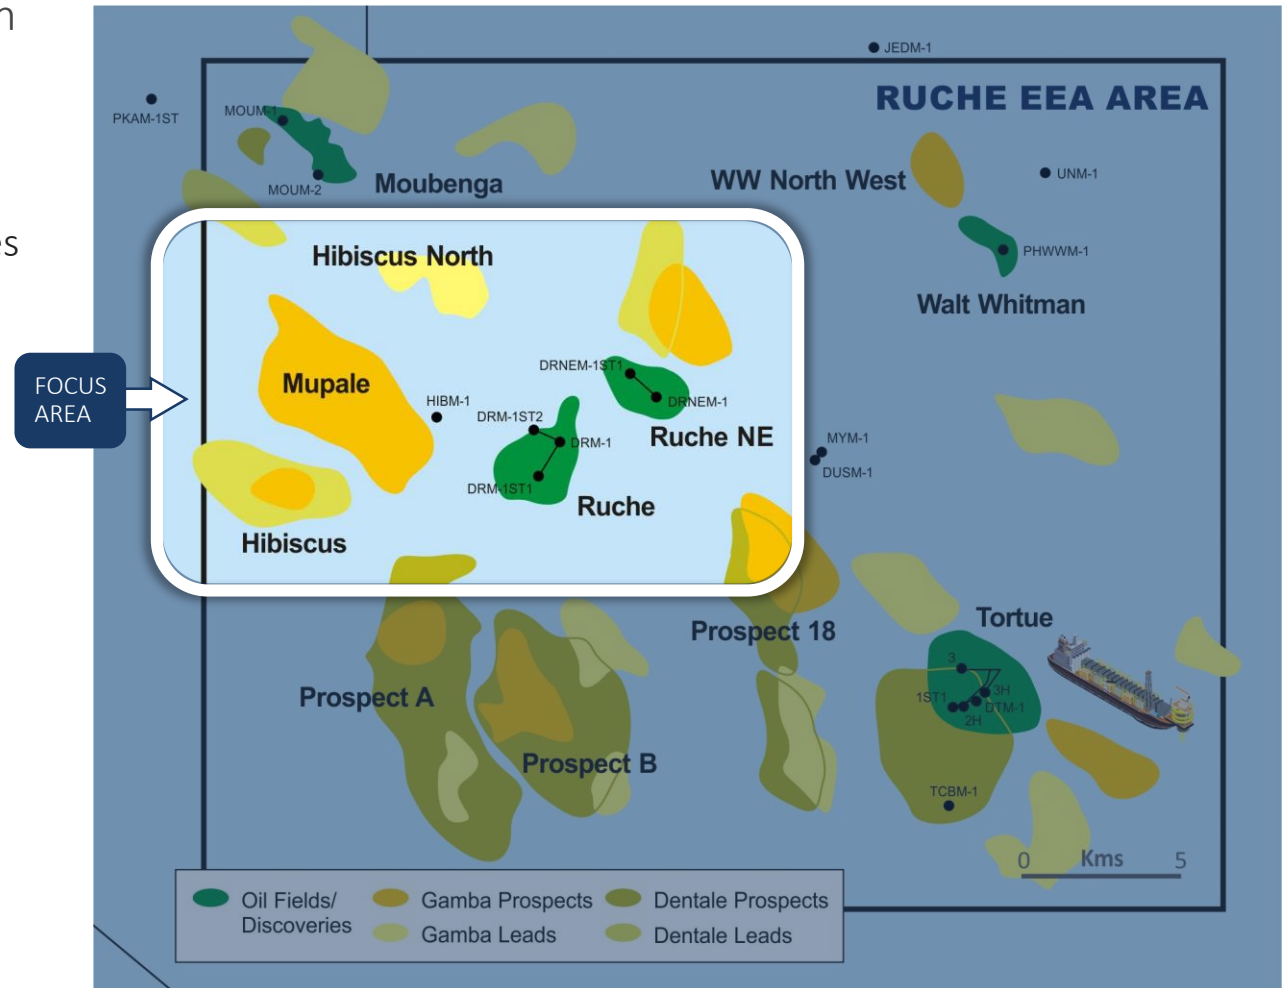 n
es
FOCUS
AREA
JEDM-1
RUCHE EEA AREA
PKAM-1ST
MOUM-1
MOUM-2
Moubenga
WW North West
UNM-1
PHWWM-1
Walt Whitman
Hibiscus North
Mupale
HIBM-1
DRNEM-1ST1
DRNEM-1
DRM-1ST2
DRM-1
DRM-1ST1
Ruche NE
Ruche
Hibiscus
MYM-1
DUSM-1
Prospect 18
Tortue
3
1ST1
3H
DTM-1
2H
TCBM-1
Prospect A
Prospect B
0 Kms 5
Oil Fields/
Discoveries
Gamba Prospects
Gamba Leads
Dentale Prospects
Dentale Leads